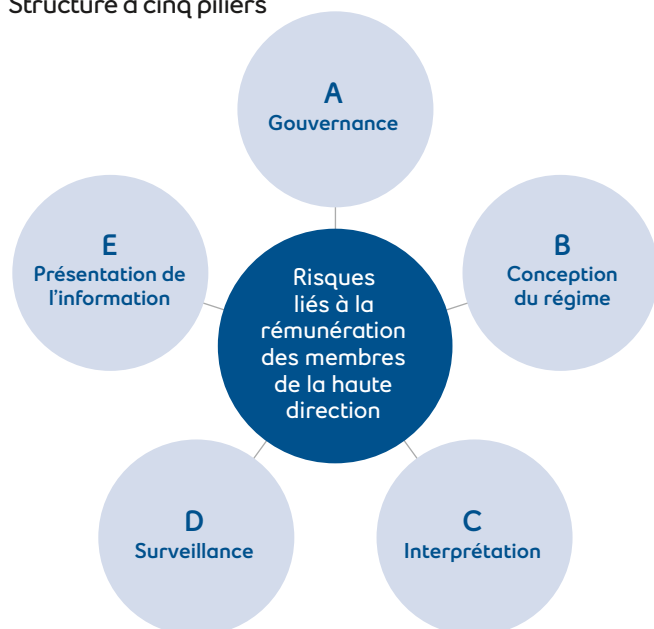 Structure à cinq piliers
A
Gouvernance
B
Conception
du régime
C
Interprétation
D
Surveillance
E
Présentation de
l'information
Risques
liés à la
rémunération
des membres
de la haute
direction